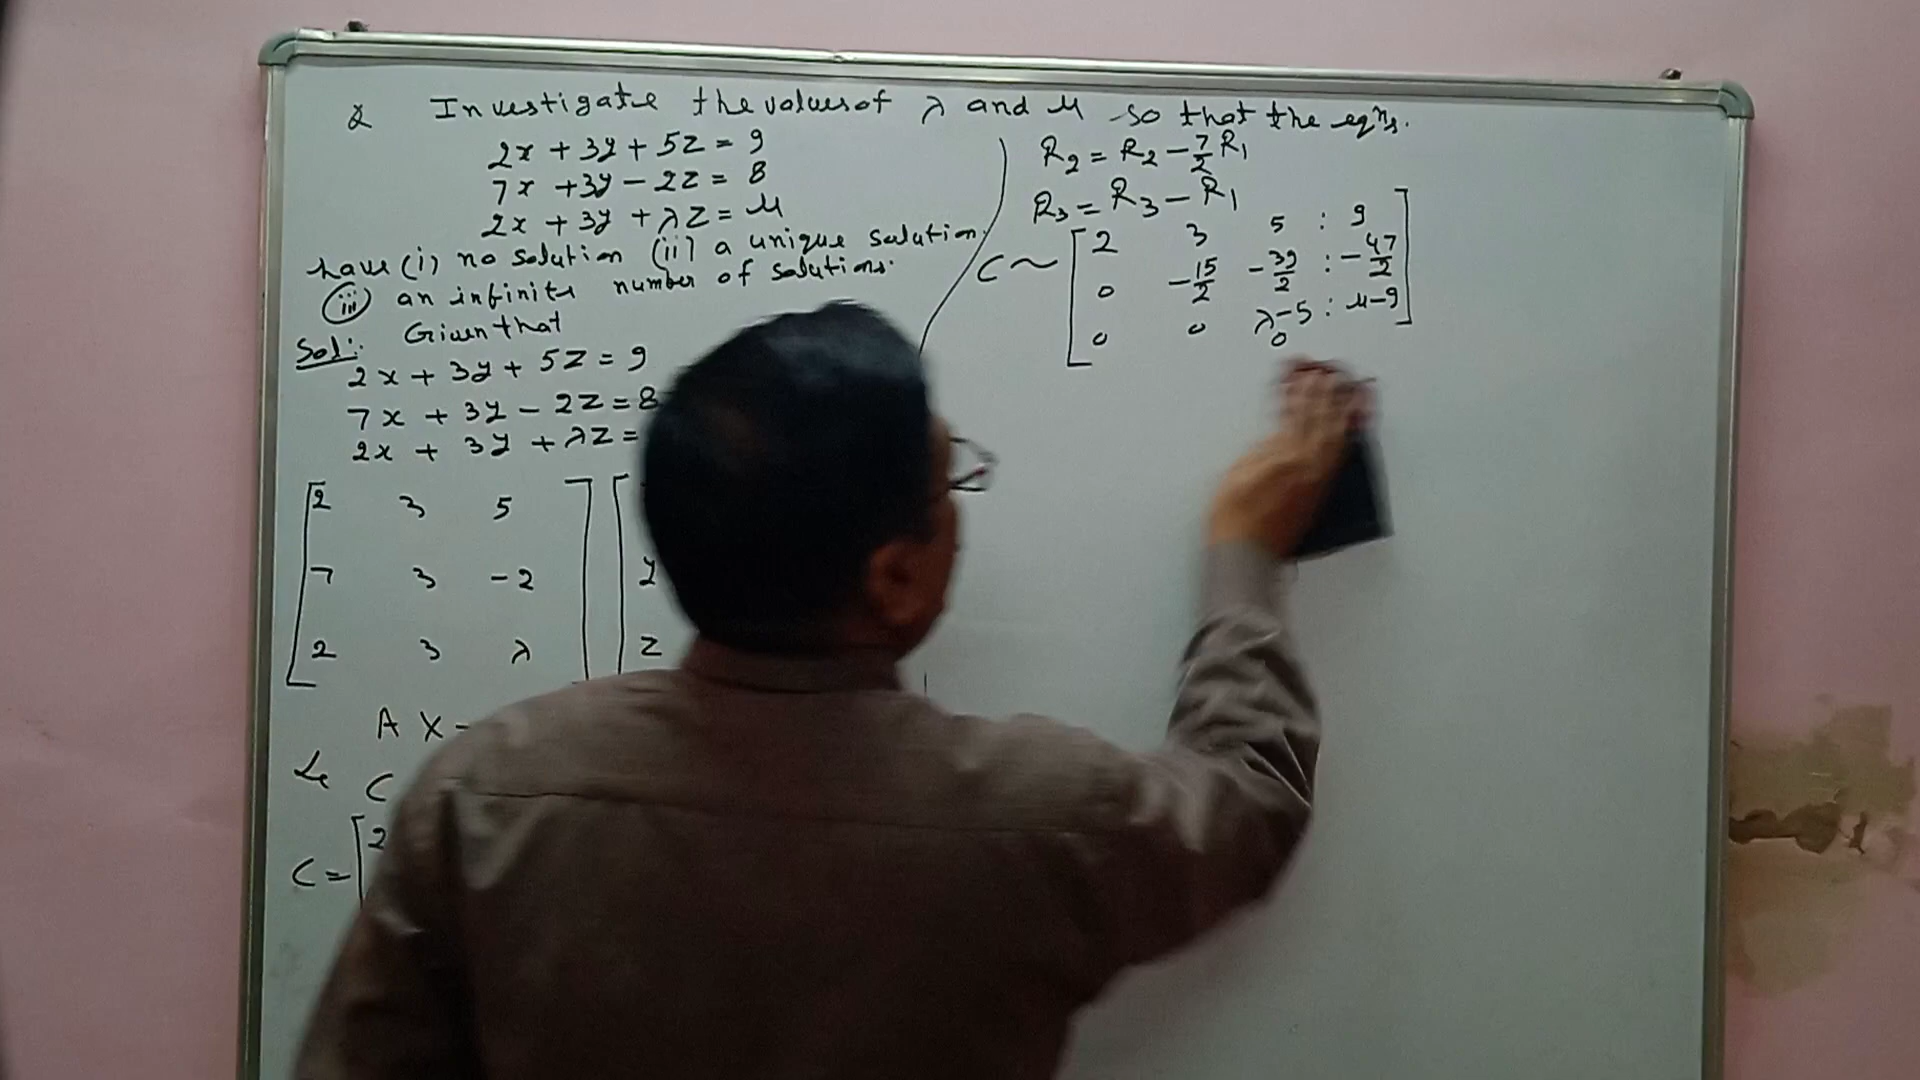 Q Investigate the values of λ and μ so that the eqns.
2x + 3y + 5z = 9
7x + 3y - 2z = 8
2x + 3y + λz = μ
have (i) no solution (ii) a unique solution.
(iii) an infinite number of solutions.
Sol:. Given that
2x + 3y + 5z = 9
7x + 3y - 2z = 8
2x + 3y + λz =
2 3 5
7 3 -2 y
2 3 λ z
A X -
C
C = [2
R2 = R2 - 7/2 R1
R3 = R3 - R1
C ~ [2 3 5 : 9
0 -15/2 -39/2 : -47/2
0 0 λ-5 : μ-9]
0